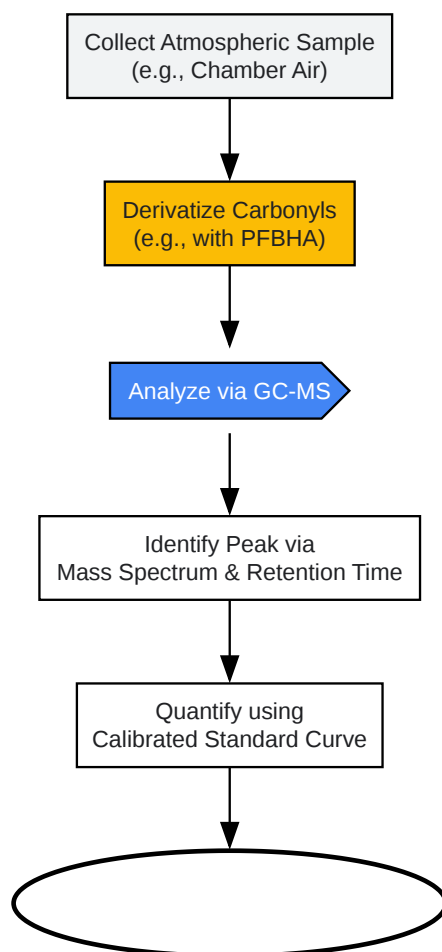 Collect Atmospheric Sample
(e.g., Chamber Air)
Derivatize Carbonyls
(e.g., with PFBHA)
Analyze via GC-MS
Identify Peak via
Mass Spectrum & Retention Time
Quantify using
Calibrated Standard Curve